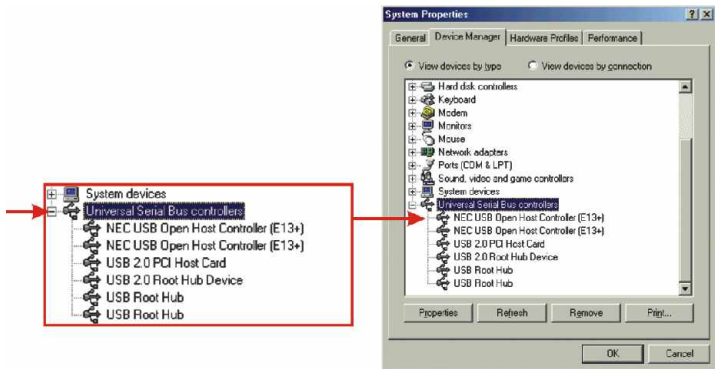 System devices
Universal Serial Bus controllers
NEC USB Open Host Controller (E13+)
NEC USB Open Host Controller (E13+)
USB 2.0 PCI Host Card
USB 2.0 Root Hub Device
USB Root Hub
USB Root Hub
System Properties
General Device Manager Hardware Profiles Performance
View devices by type View devices by connection
Hard disk controllers
Keyboard
Modem
Monitors
Mouse
Network adapters
Ports (COM & LPT)
Sound, video and game controllers
System devices
Universal Serial Bus controllers
NEC USB Open Host Controller (E13+)
NEC USB Open Host Controller (E13+)
USB 2.0 PCI Host Card
USB 2.0 Root Hub Device
USB Root Hub
USB Root Hub
Properties Refresh Remove Print...
OK Cancel